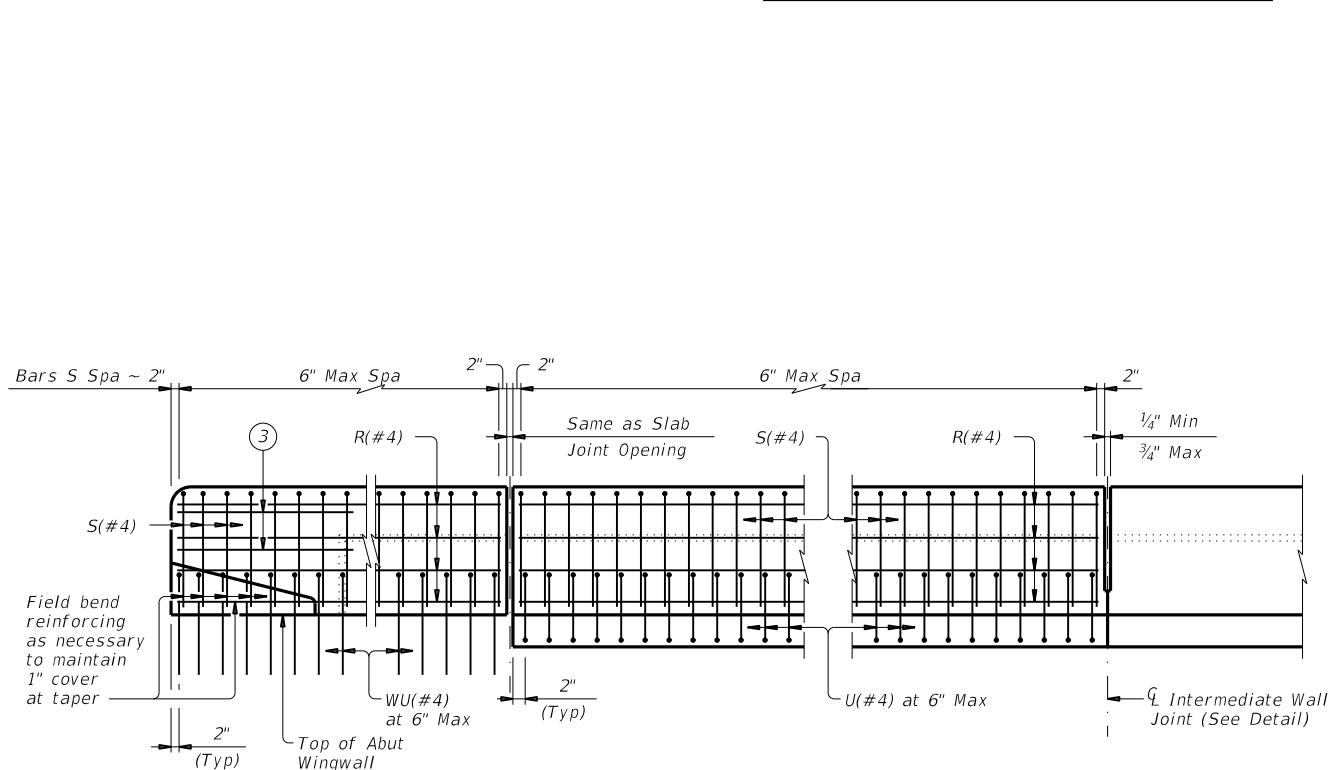 2" 2"
Bars S Spa ~ 2" 6" Max Spa 6" Max Spa 2"
3 R(#4) Same as Slab
Joint Opening S(#4) R(#4) ¼" Min
¾" Max
S(#4)
Field bend
reinforcing
as necessary
to maintain
1" cover
at taper
WU(#4)
at 6" Max
2"
(Typ)
U(#4) at 6" Max
℄ Intermediate Wall
Joint (See Detail)
2"
(Typ)
Top of Abut
Wingwall